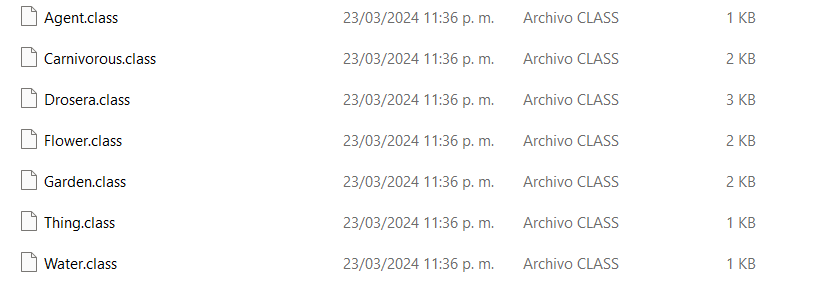 Agent.class 23/03/2024 11:36 p. m. Archivo CLASS 1 KB
Carnivorous.class 23/03/2024 11:36 p. m. Archivo CLASS 2 KB
Drosera.class 23/03/2024 11:36 p. m. Archivo CLASS 3 KB
Flower.class 23/03/2024 11:36 p. m. Archivo CLASS 2 KB
Garden.class 23/03/2024 11:36 p. m. Archivo CLASS 2 KB
Thing.class 23/03/2024 11:36 p. m. Archivo CLASS 1 KB
Water.class 23/03/2024 11:36 p. m. Archivo CLASS 1 KB